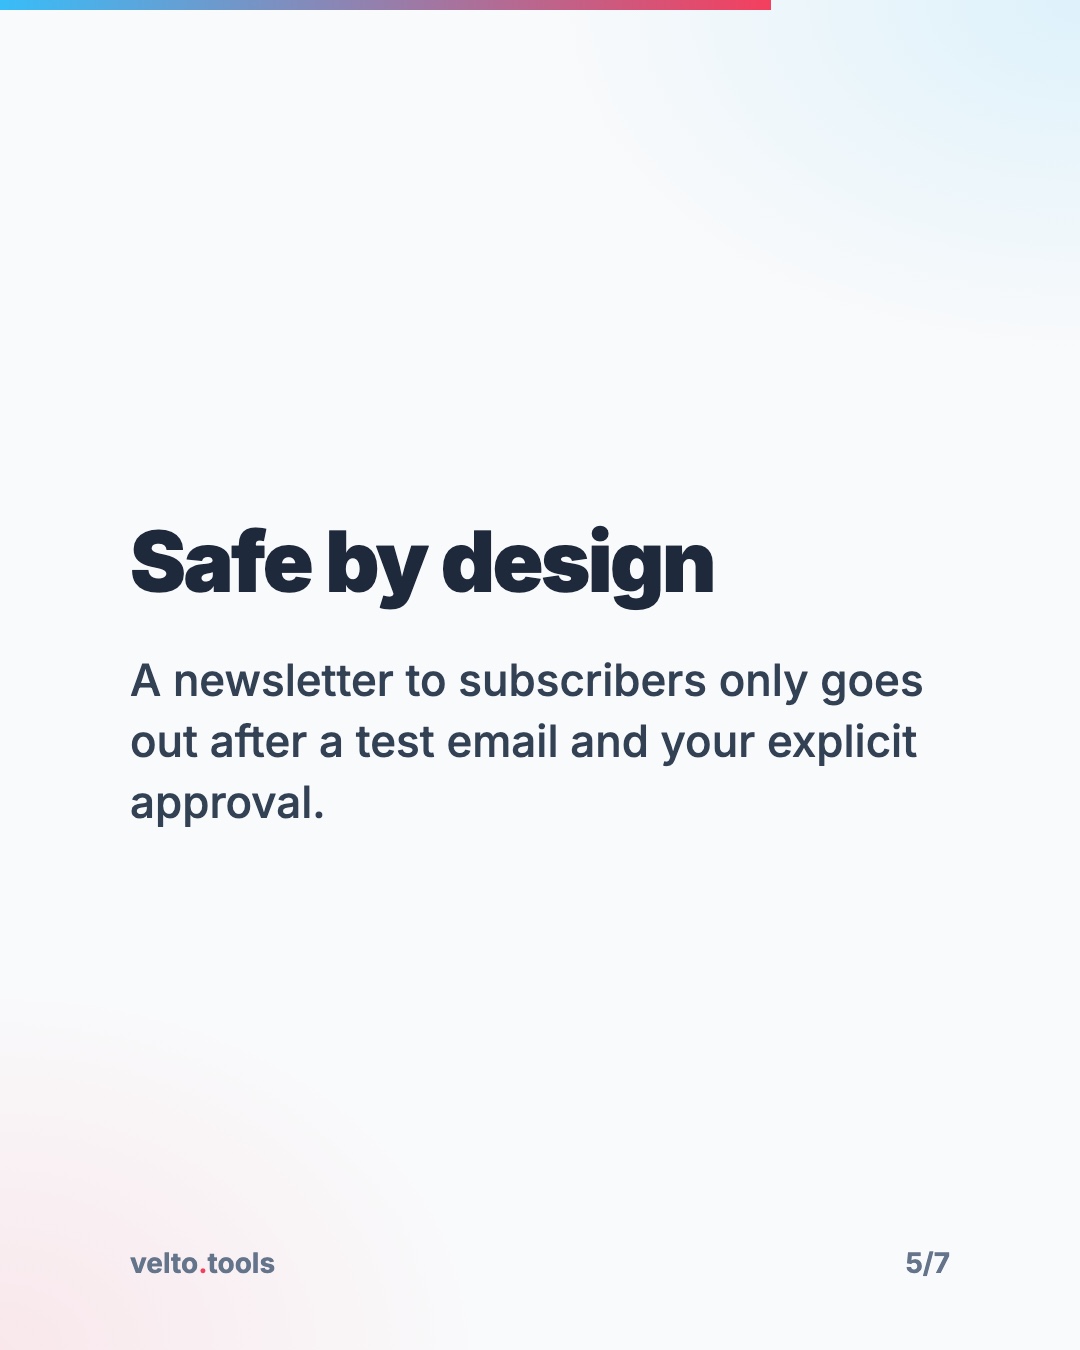 Safe by design
A newsletter to subscribers only goes
out after a test email and your explicit
approval.
velto.tools
5/7